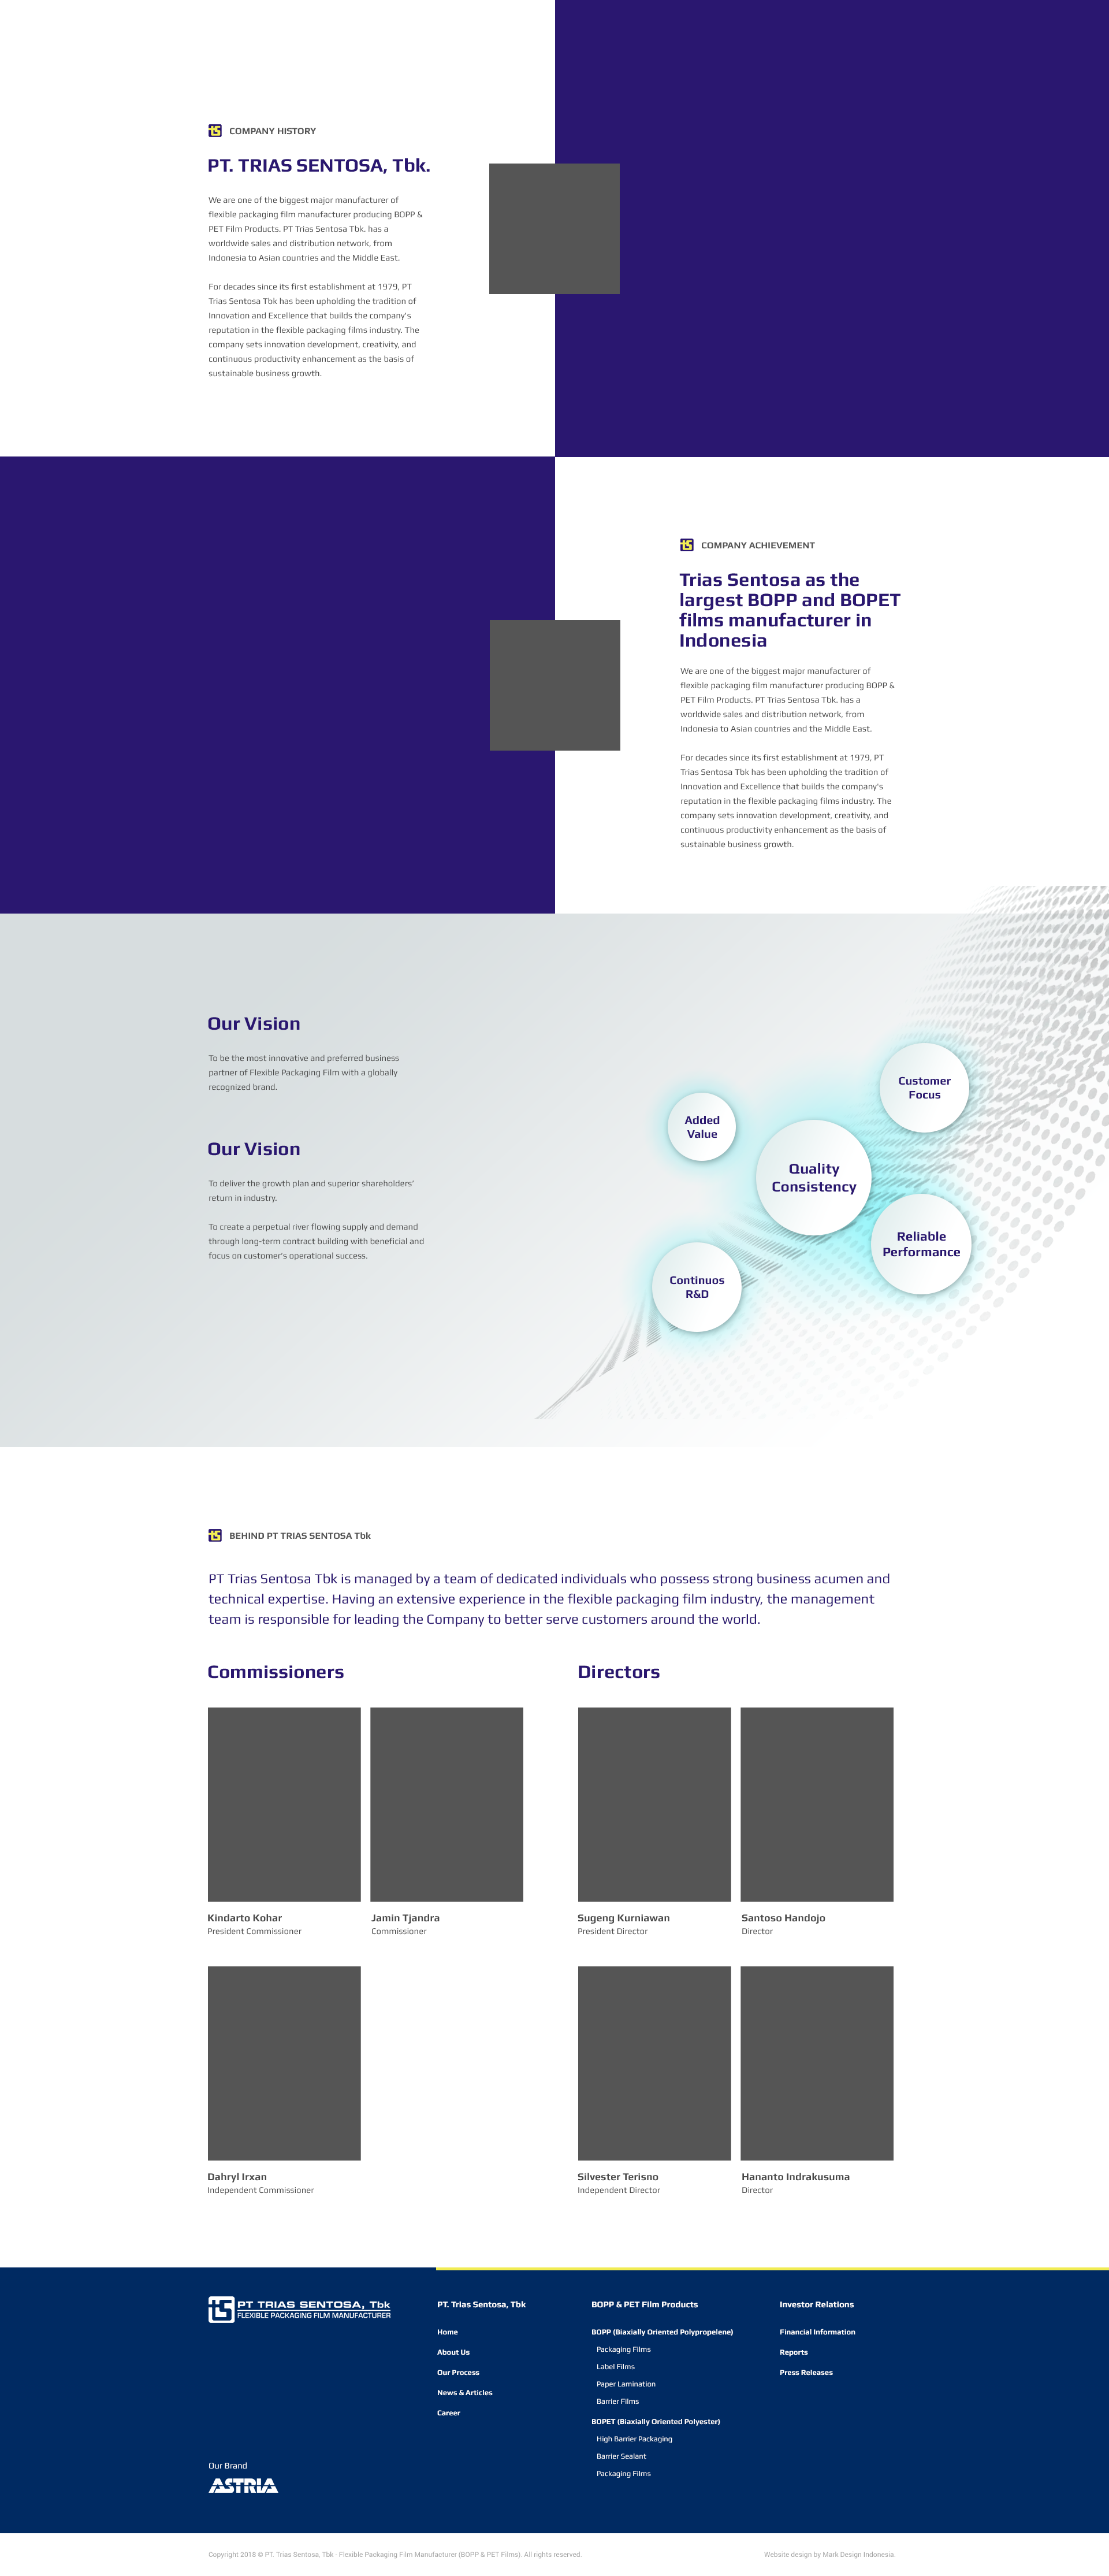 COMPANY HISTORY
PT. TRIAS SENTOSA, Tbk.
We are one of the biggest major manufacturer of
flexible packaging film manufacturer producing BOPP &
PET Film Products. PT Trias Sentosa Tbk. has a
worldwide sales and distribution network, from
Indonesia to Asian countries and the Middle East.
For decades since its first establishment at 1979, PT
Trias Sentosa Tbk has been upholding the tradition of
Innovation and Excellence that builds the company's
reputation in the flexible packaging films industry. The
company sets innovation development, creativity, and
continuous productivity enhancement as the basis of
sustainable business growth.
COMPANY ACHIEVEMENT
Trias Sentosa as the
largest BOPP and BOPET
films manufacturer in
Indonesia
We are one of the biggest major manufacturer of
flexible packaging film manufacturer producing BOPP &
PET Film Products. PT Trias Sentosa Tbk. has a
worldwide sales and distribution network, from
Indonesia to Asian countries and the Middle East.
For decades since its first establishment at 1979, PT
Trias Sentosa Tbk has been upholding the tradition of
Innovation and Excellence that builds the company's
reputation in the flexible packaging films industry. The
company sets innovation development, creativity, and
continuous productivity enhancement as the basis of
sustainable business growth.
Our Vision
To be the most innovative and preferred business
partner of Flexible Packaging Film with a globally
recognized brand.
Our Vision
To deliver the growth plan and superior shareholders'
return in industry.
To create a perpetual river flowing supply and demand
through long-term contract building with beneficial and
focus on customer's operational success.
Customer
Focus
Added
Value
Quality
Consistency
Reliable
Performance
Continuos
R&D
BEHIND PT TRIAS SENTOSA Tbk
PT Trias Sentosa Tbk is managed by a team of dedicated individuals who possess strong business acumen and
technical expertise. Having an extensive experience in the flexible packaging film industry, the management
team is responsible for leading the Company to better serve customers around the world.
Commissioners
Kindarto Kohar
President Commissioner
Jamin Tjandra
Commissioner
Dahryl Irxan
Independent Commissioner
Directors
Sugeng Kurniawan
President Director
Santoso Handojo
Director
Silvester Terisno
Independent Director
Hananto Indrakusuma
Director
PT TRIAS SENTOSA, Tbk
FLEXIBLE PACKAGING FILM MANUFACTURER
Our Brand
ASTRIA
PT. Trias Sentosa, Tbk
Home
About Us
Our Process
News & Articles
Career
BOPP & PET Film Products
BOPP (Biaxially Oriented Polypropelene)
Packaging Films
Label Films
Paper Lamination
Barrier Films
BOPET (Biaxially Oriented Polyester)
High Barrier Packaging
Barrier Sealant
Packaging Films
Investor Relations
Financial Information
Reports
Press Releases
Copyright 2018 © PT. Trias Sentosa, Tbk - Flexible Packaging Film Manufacturer (BOPP & PET Films). All rights reserved.
Website design by Mark Design Indonesia.